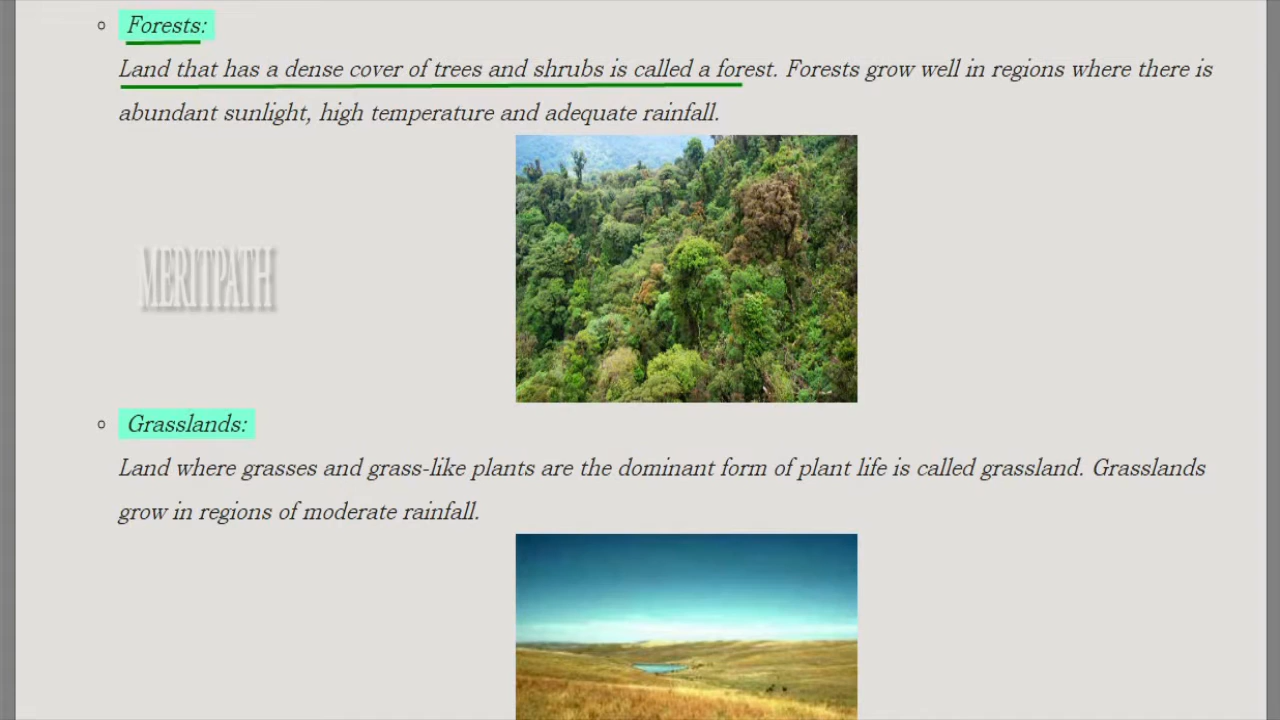 Forests:
Land that has a dense cover of trees and shrubs is called a forest. Forests grow well in regions where there is
abundant sunlight, high temperature and adequate rainfall.
MERITPATH
Grasslands:
Land where grasses and grass-like plants are the dominant form of plant life is called grassland. Grasslands
grow in regions of moderate rainfall.